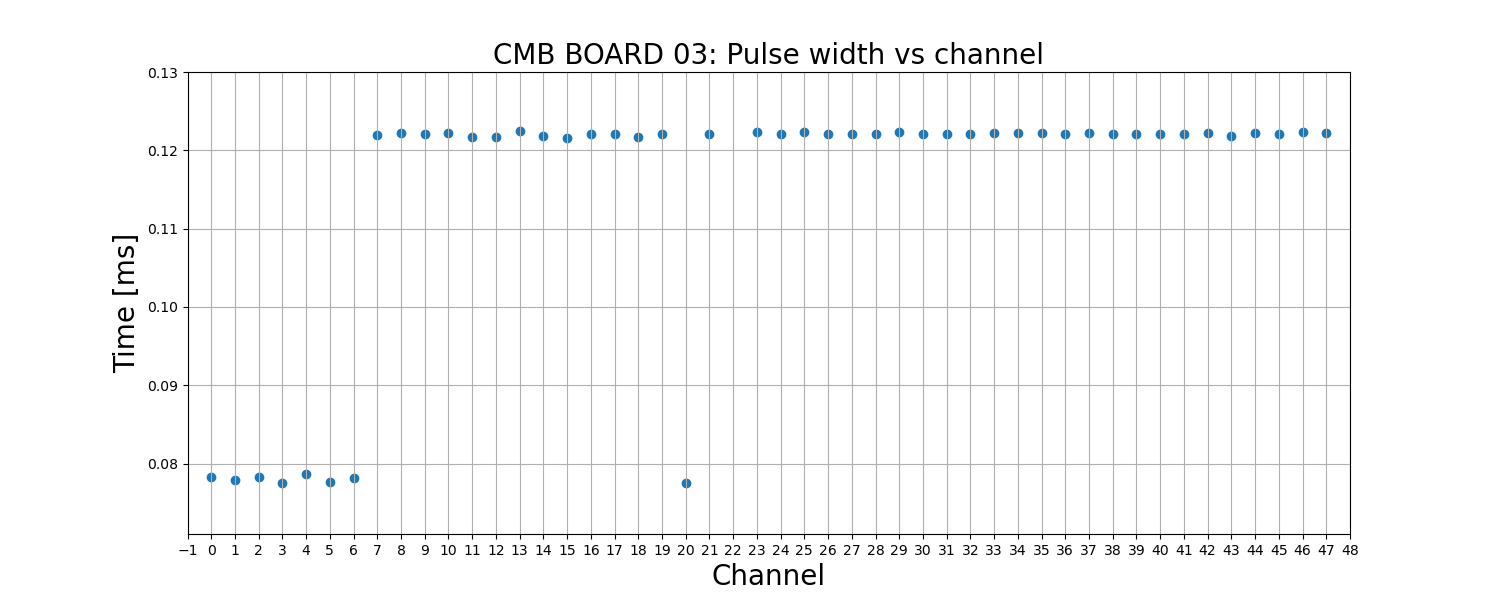 CMB BOARD 03: Pulse width vs channel
0.13
0.12
0.11
0.10
0.09
0.08
Time [ms]
−1 0 1 2 3 4 5 6 7 8 9 10 11 12 13 14 15 16 17 18 19 20 21 22 23 24 25 26 27 28 29 30 31 32 33 34 35 36 37 38 39 40 41 42 43 44 45 46 47 48
Channel